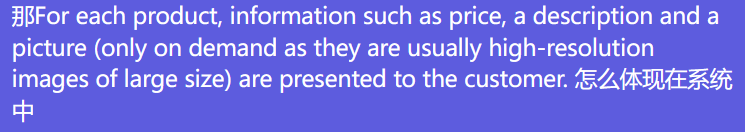 那For each product, information such as price, a description and a
picture (only on demand as they are usually high-resolution
images of large size) are presented to the customer. 怎么体现在系统
中